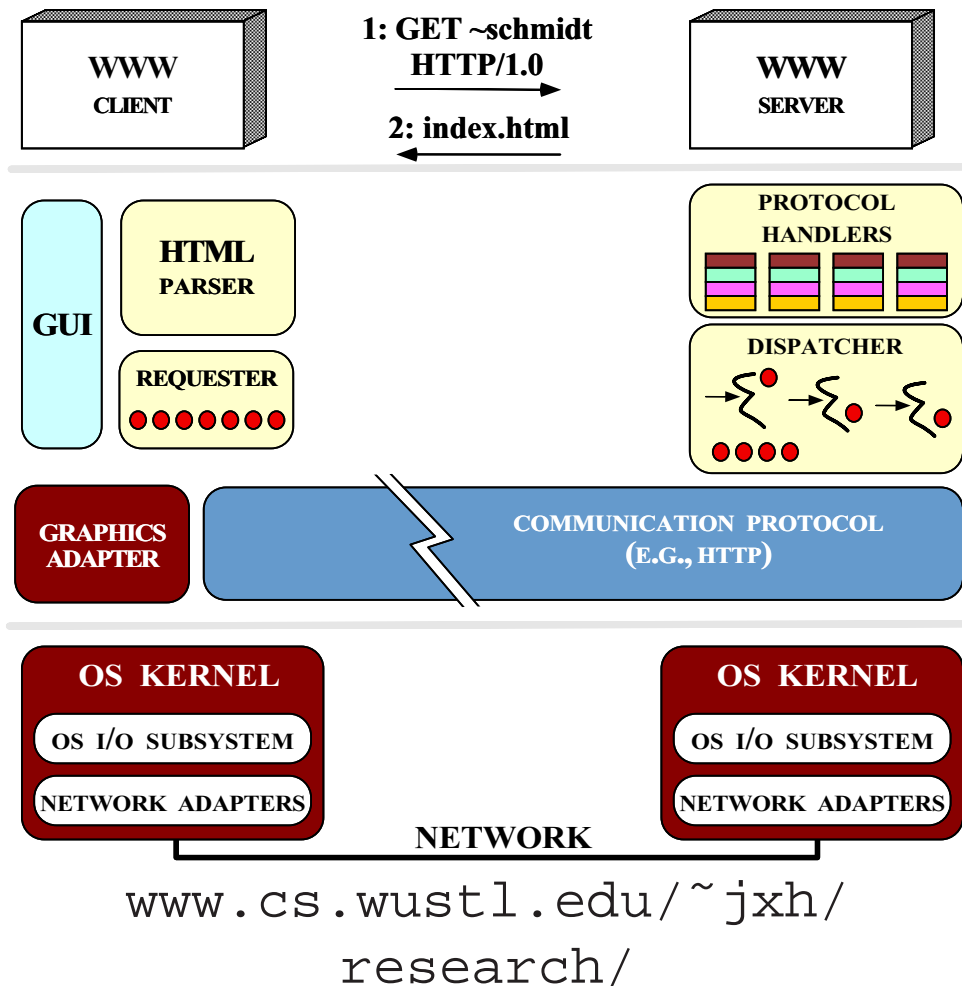 WWW
CLIENT
1: GET ~schmidt
HTTP/1.0
2: index.html
WWW
SERVER
GUI
HTML
PARSER
REQUESTER
PROTOCOL
HANDLERS
DISPATCHER
GRAPHICS
ADAPTER
COMMUNICATION PROTOCOL
(E.G., HTTP)
OS KERNEL
OS I/O SUBSYSTEM
NETWORK ADAPTERS
OS KERNEL
OS I/O SUBSYSTEM
NETWORK ADAPTERS
NETWORK
www.cs.wustl.edu/~jxh/
research/